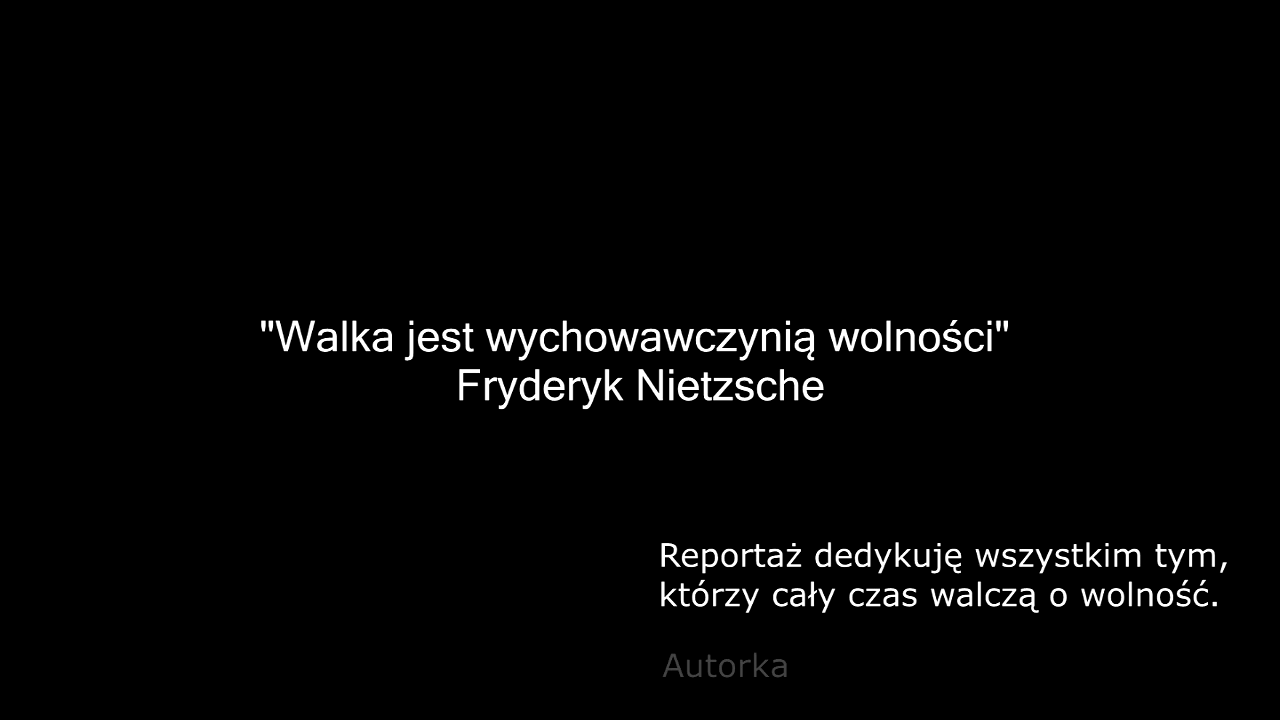 "Walka jest wychowawczynią wolności"
Fryderyk Nietzsche
Reportaż dedykuję wszystkim tym,
którzy cały czas walczą o wolność.
Autorka